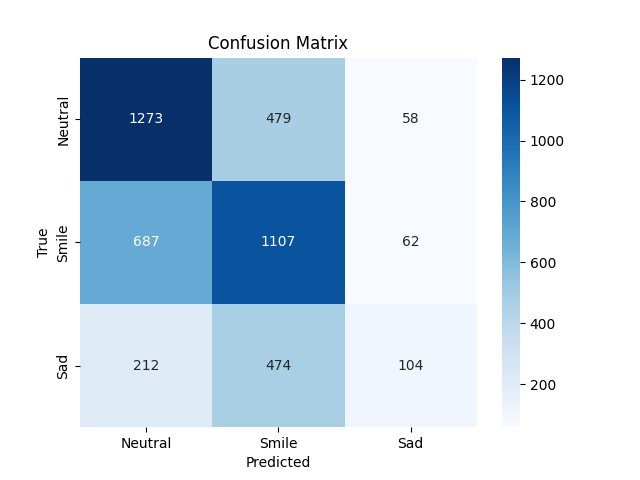 Confusion Matrix
True
Neutral 1273 479 58
Smile 687 1107 62
Sad 212 474 104
Neutral Smile Sad
Predicted
1200
1000
800
600
400
200